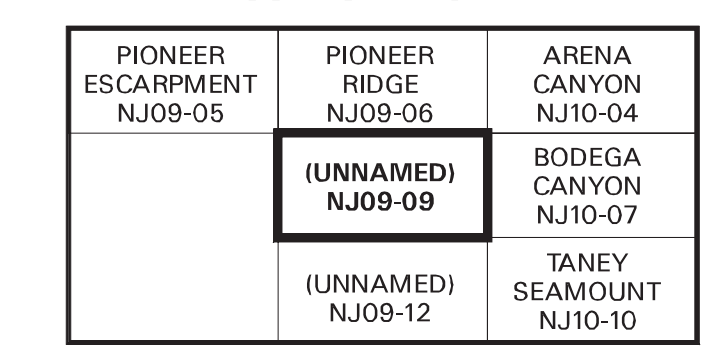 PIONEER
ESCARPMENT
NJ09-05
PIONEER
RIDGE
NJ09-06
ARENA
CANYON
NJ10-04
(UNNAMED)
NJ09-09
BODEGA
CANYON
NJ10-07
(UNNAMED)
NJ09-12
TANEY
SEAMOUNT
NJ10-10